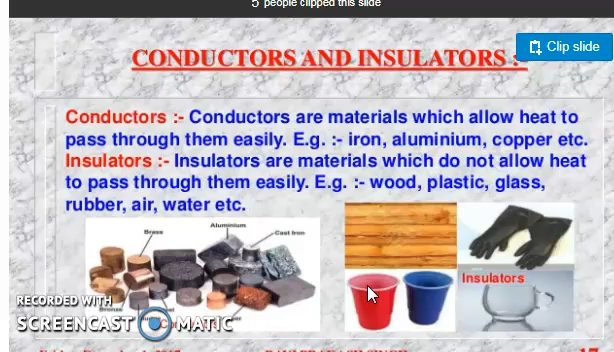 5 people clipped this slide
CONDUCTORS AND INSULATORS :-
Clip slide
Conductors :- Conductors are materials which allow heat to
pass through them easily. E.g. :- iron, aluminium, copper etc.
Insulators :- Insulators are materials which do not allow heat
to pass through them easily. E.g. :- wood, plastic, glass,
rubber, air, water etc.
Aluminium
Brass
Cast Iron
Insulators
Bronze
RECORDED WITH
SCREENCAST MATIC
17